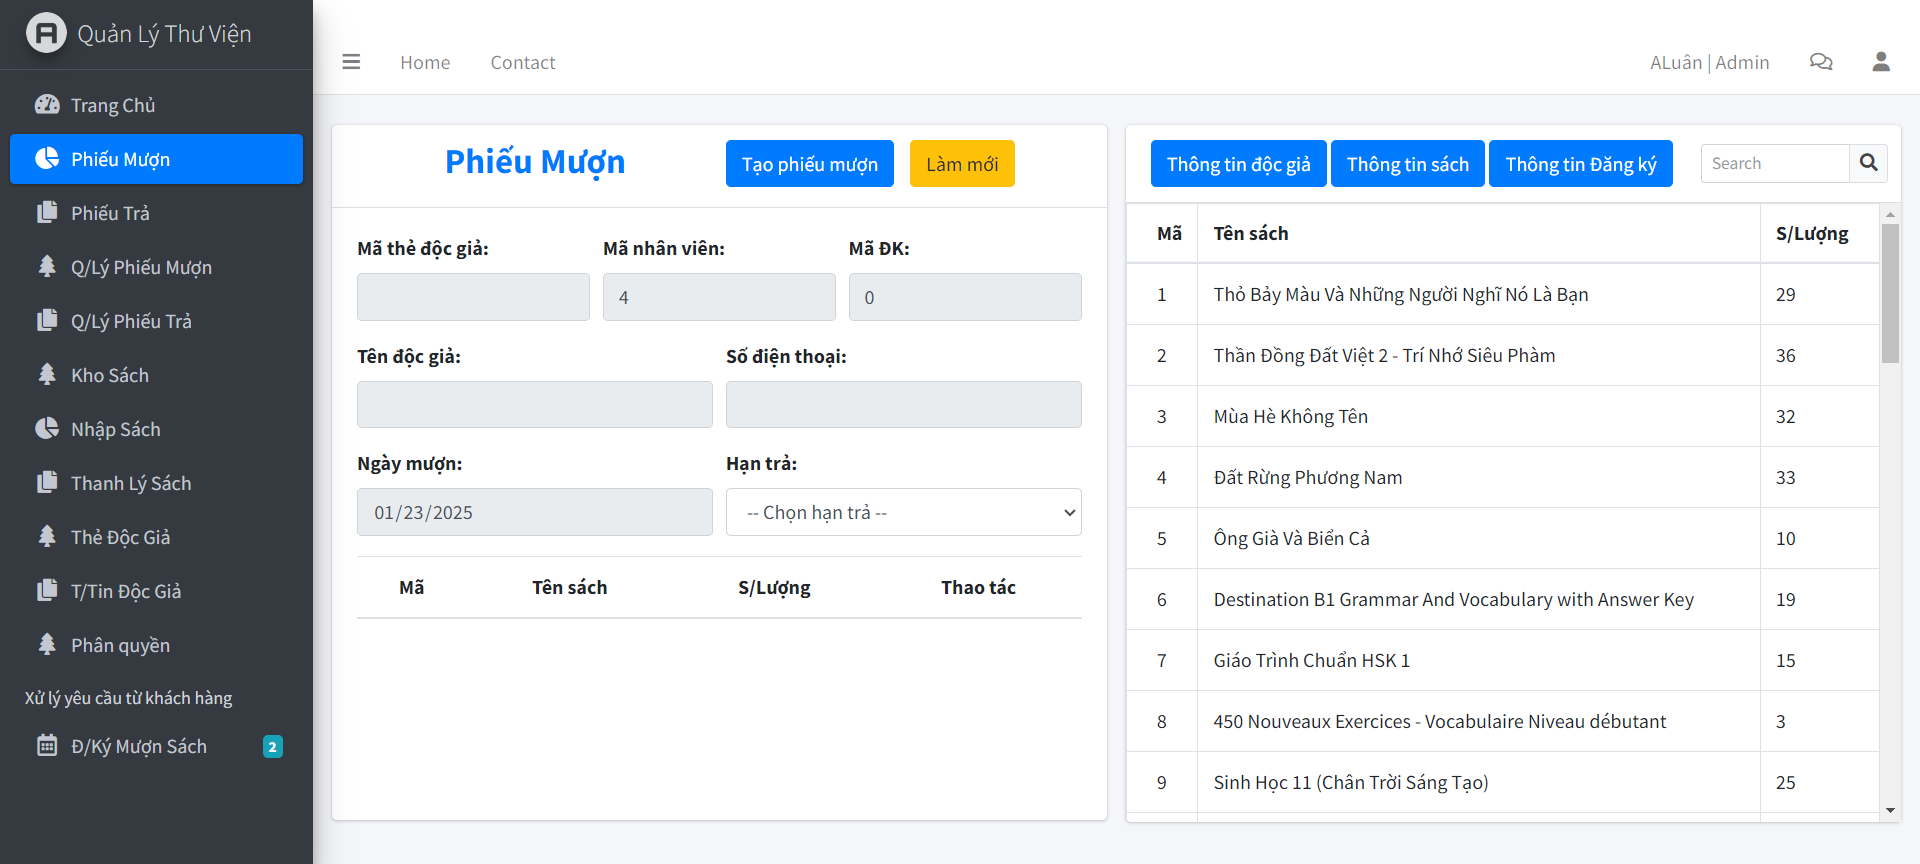 Quản Lý Thư Viện
Trang Chủ
Phiếu Mượn
Phiếu Trả
Q/Lý Phiếu Mượn
Q/Lý Phiếu Trả
Kho Sách
Nhập Sách
Thanh Lý Sách
Thẻ Độc Giả
T/Tin Độc Giả
Phân quyền
Xử lý yêu cầu từ khách hàng
Đ/Ký Mượn Sách 2
Home Contact ALuân | Admin
Phiếu Mượn Tạo phiếu mượn Làm mới
Mã thẻ độc giả: Mã nhân viên: Mã ĐK:
4 0
Tên độc giả: Số điện thoại:
Ngày mượn: Hạn trả:
01/23/2025 -- Chọn hạn trả --
Mã Tên sách S/Lượng Thao tác
Thông tin độc giả Thông tin sách Thông tin Đăng ký Search
Mã Tên sách S/Lượng
1 Thỏ Bảy Màu Và Những Người Nghĩ Nó Là Bạn 29
2 Thần Đồng Đất Việt 2 - Trí Nhớ Siêu Phàm 36
3 Mùa Hè Không Tên 32
4 Đất Rừng Phương Nam 33
5 Ông Già Và Biển Cả 10
6 Destination B1 Grammar And Vocabulary with Answer Key 19
7 Giáo Trình Chuẩn HSK 1 15
8 450 Nouveaux Exercices - Vocabulaire Niveau débutant 3
9 Sinh Học 11 (Chân Trời Sáng Tạo) 25